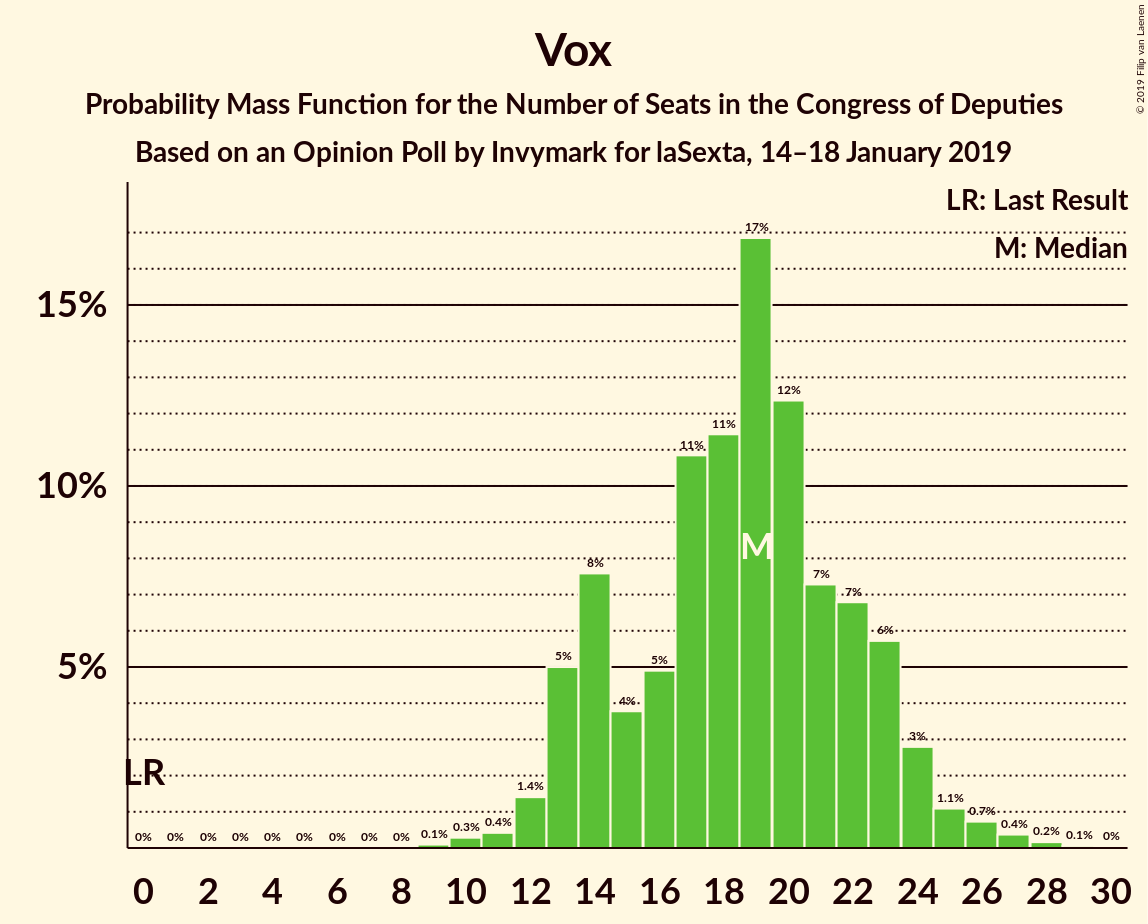 Vox
Probability Mass Function for the Number of Seats in the Congress of Deputies
Based on an Opinion Poll by Invymark for laSexta, 14–18 January 2019
© 2019 Filip van Laenen
LR: Last Result
M: Median
15%
10%
5%
LR
M
0% 0% 0% 0% 0% 0% 0% 0% 0% 0.1% 0.3% 0.4% 1.4% 5% 8% 4% 5% 11% 11% 17% 12% 7% 7% 6% 3% 1.1% 0.7% 0.4% 0.2% 0.1% 0%
0 2 4 6 8 10 12 14 16 18 20 22 24 26 28 30